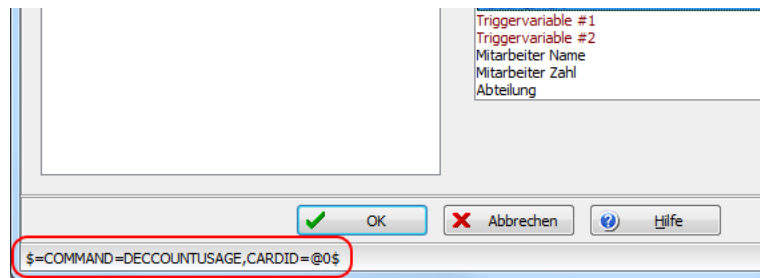 Triggervariable #1
Triggervariable #2
Mitarbeiter Name
Mitarbeiter Zahl
Abteilung
OK Abbrechen Hilfe
$=COMMAND=DECCOUNTUSAGE,CARDID=@0$